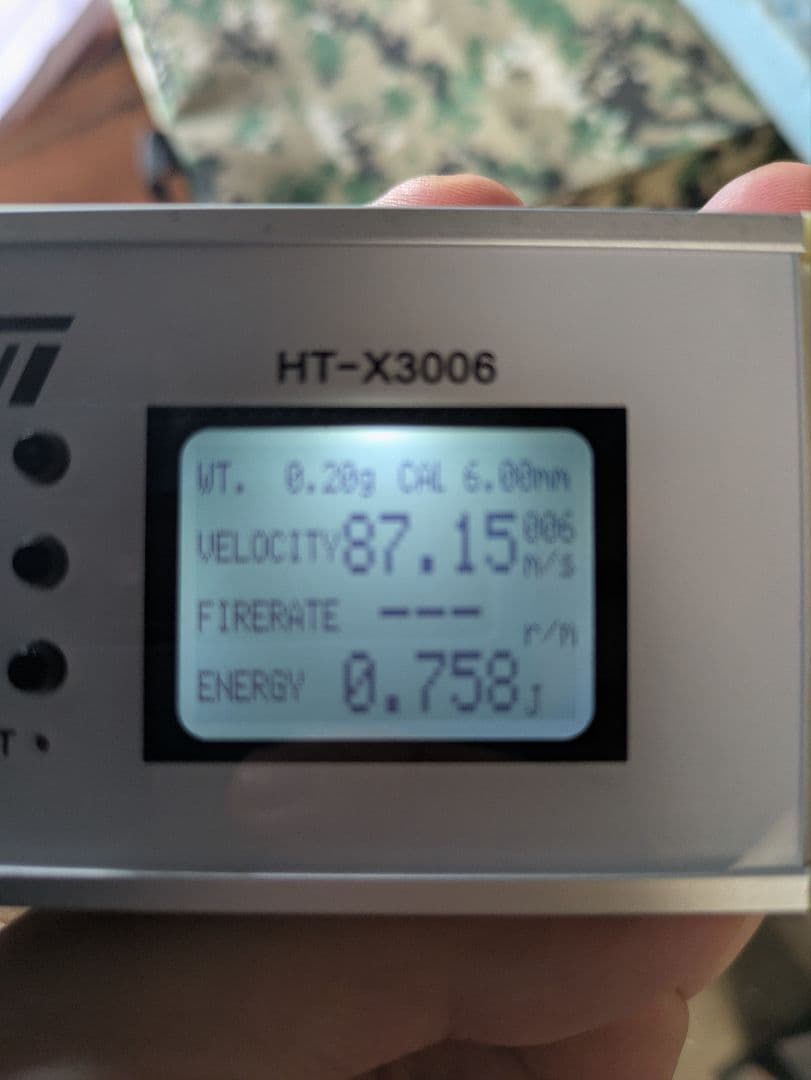 HT-X3006
WT. 0.20g CAL 6.00mm
VELOCITY 87.15 006 m/s
FIRERATE --- r/m
ENERGY 0.758 J
T